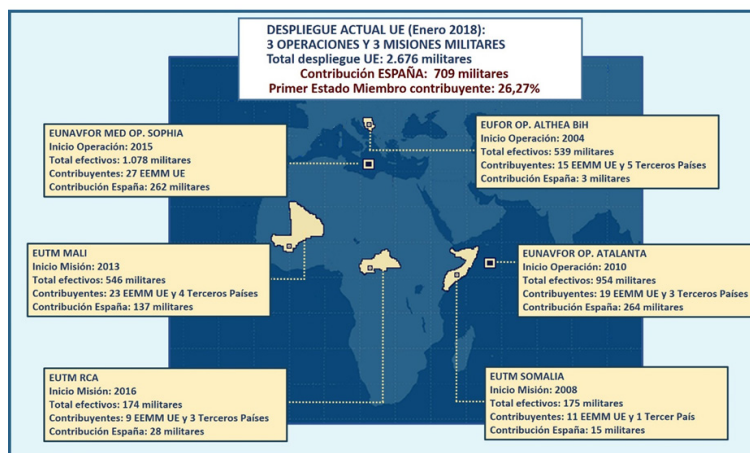 DESPLIEGUE ACTUAL UE (Enero 2018):
3 OPERACIONES Y 3 MISIONES MILITARES
Total despliegue UE: 2.676 militares
Contribución ESPAÑA: 709 militares
Primer Estado Miembro contribuyente: 26,27%
EUNAVFOR MED OP. SOPHIA
Inicio Operación: 2015
Total efectivos: 1.078 militares
Contribuyentes: 27 EEMM UE
Contribución España: 262 militares
EUFOR OP. ALTHEA BiH
Inicio Operación: 2004
Total efectivos: 539 militares
Contribuyentes: 15 EEMM UE y 5 Terceros Países
Contribución España: 3 militares
EUTM MALI
Inicio Misión: 2013
Total efectivos: 546 militares
Contribuyentes: 23 EEMM UE y 4 Terceros Países
Contribución España: 137 militares
EUNAVFOR OP. ATALANTA
Inicio Operación: 2010
Total efectivos: 954 militares
Contribuyentes: 19 EEMM UE y 3 Terceros Países
Contribución España: 264 militares
EUTM RCA
Inicio Misión: 2016
Total efectivos: 174 militares
Contribuyentes: 9 EEMM UE y 3 Terceros Países
Contribución España: 28 militares
EUTM SOMALIA
Inicio Misión: 2008
Total efectivos: 175 militares
Contribuyentes: 11 EEMM UE y 1 Tercer País
Contribución España: 15 militares